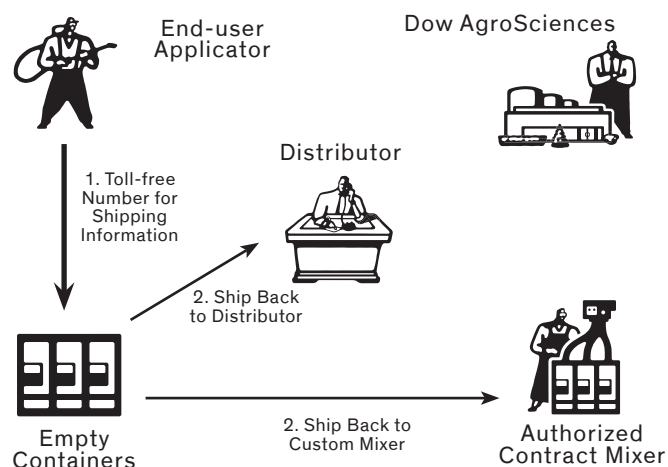 End-user
Applicator
Dow AgroSciences
Distributor
1. Toll-free
Number for
Shipping
Information
2. Ship Back
to Distributor
2. Ship Back to
Custom Mixer
Empty
Containers
Authorized
Contract Mixer